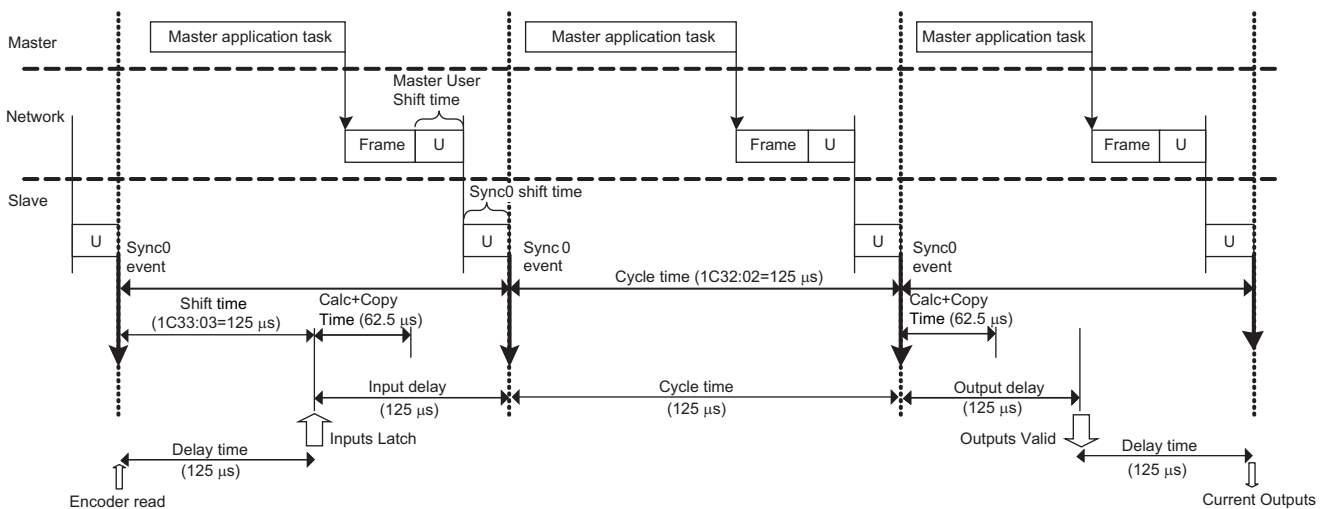 Master
Master application task
Master application task
Master application task
Master User
Shift time
Network
Frame
U
Frame
U
Frame
U
Slave
Sync0 shift time
U
U
U
U
Sync0
event
Sync 0
event
Sync0
event
Cycle time (1C32:02=125 μs)
Shift time
(1C33:03=125 μs)
Calc+Copy
Time (62.5 μs)
Calc+Copy
Time (62.5 μs)
Input delay
(125 μs)
Cycle time
(125 μs)
Output delay
(125 μs)
Inputs Latch
Outputs Valid
Delay time
(125 μs)
Delay time
(125 μs)
Encoder read
Current Outputs